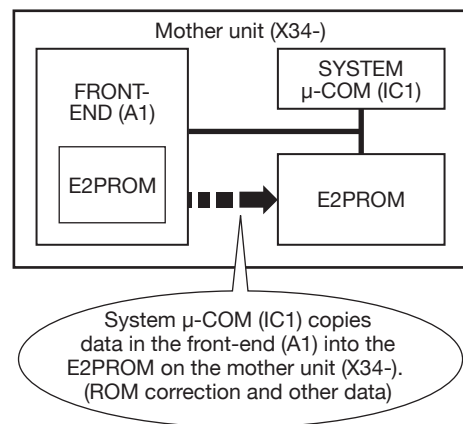 Mother unit (X34-)
FRONT-
END (A1)
E2PROM
SYSTEM
μ-COM (IC1)
E2PROM
System μ-COM (IC1) copies
data in the front-end (A1) into the
E2PROM on the mother unit (X34-).
(ROM correction and other data)